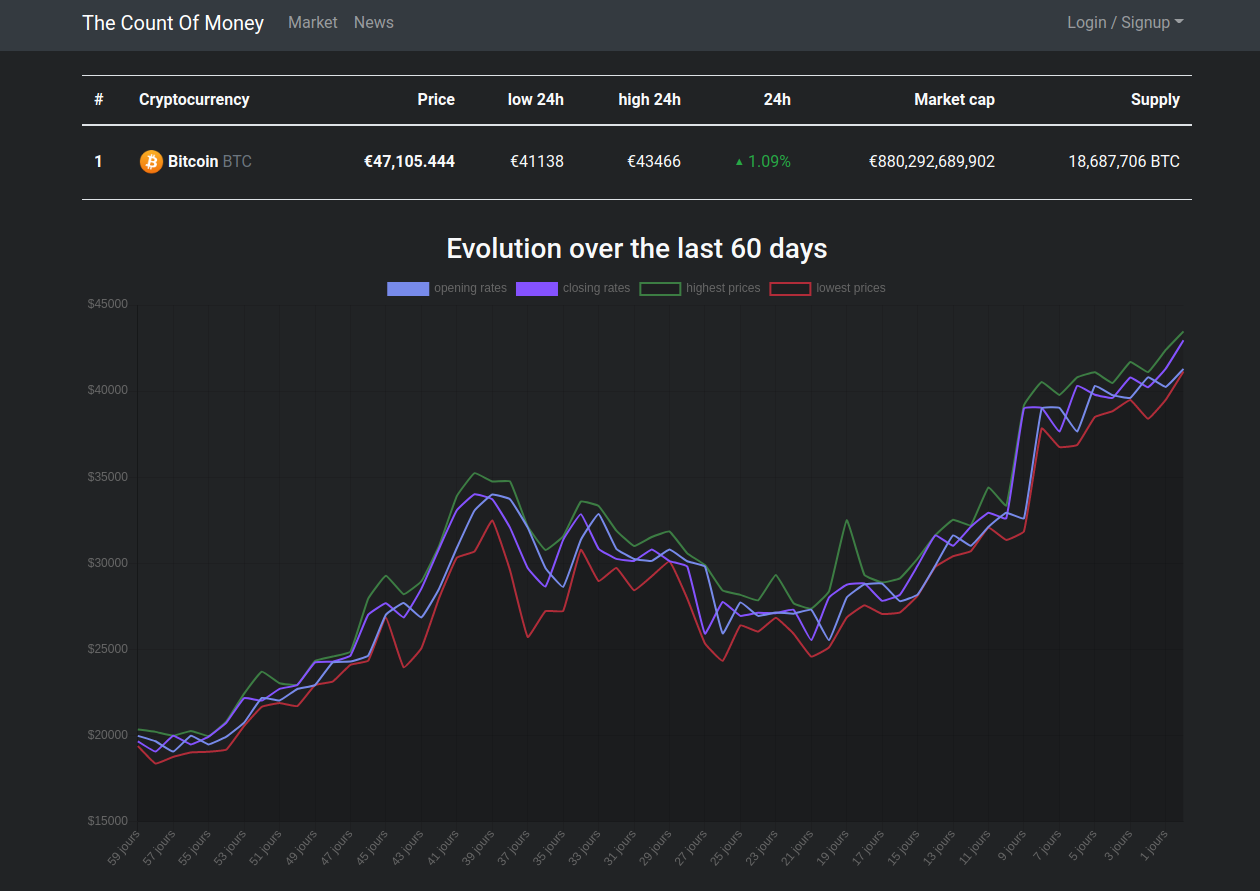 The Count Of Money Market News Login / Signup
# Cryptocurrency Price low 24h high 24h 24h Market cap Supply
1 Bitcoin BTC €47,105.444 €41138 €43466 ▲ 1.09% €880,292,689,902 18,687,706 BTC
Evolution over the last 60 days
opening rates closing rates highest prices lowest prices
$45000
$40000
$35000
$30000
$25000
$20000
$15000
59 jours 57 jours 55 jours 53 jours 51 jours 49 jours 47 jours 45 jours 43 jours 41 jours 39 jours 37 jours 35 jours 33 jours 31 jours 29 jours 27 jours 25 jours 23 jours 21 jours 19 jours 17 jours 15 jours 13 jours 11 jours 9 jours 7 jours 5 jours 3 jours 1 jours